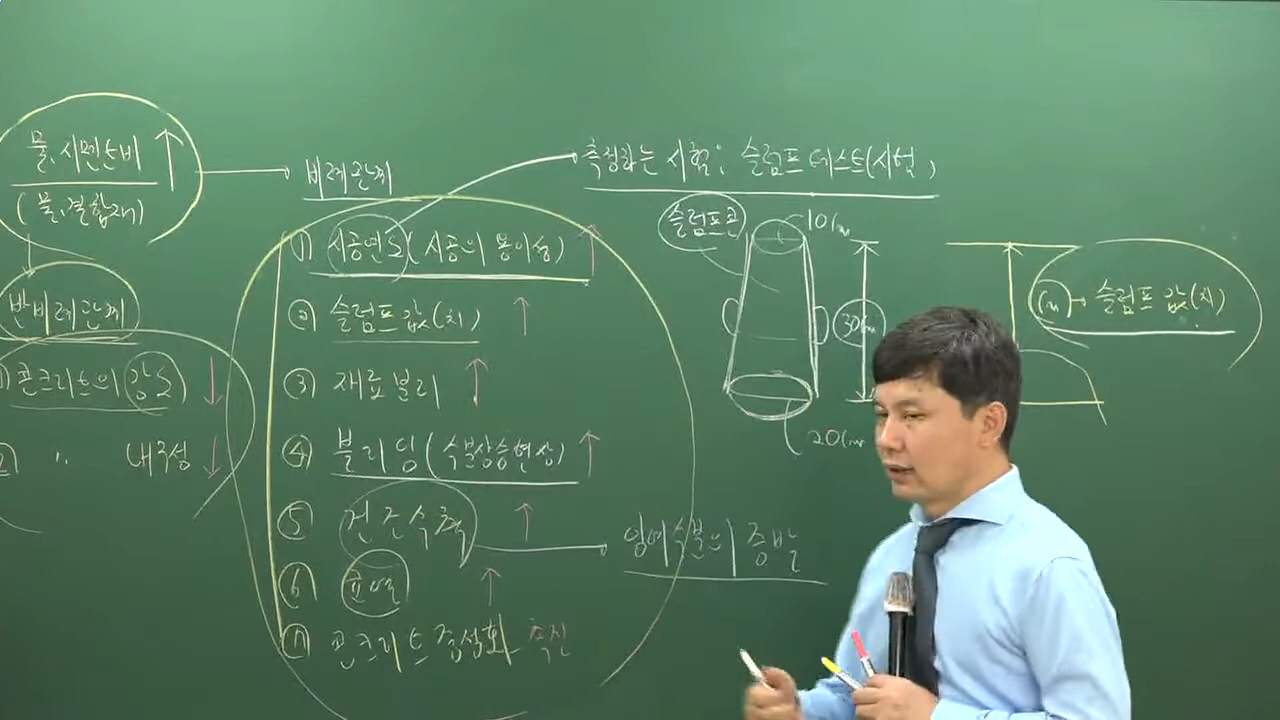 물.시멘트비 ↑
(물.결합재)
반비례관계
① 콘크리트의 강도 ↓
② 〃 내구성 ↓
비례관계
① 시공연도(시공의 용이성) ↑
② 슬럼프 값(치) ↑
③ 재료분리 ↑
④ 블리딩(수분상승현상) ↑
⑤ 건조수축 ↑
⑥ 균열 ↑
⑦ 콘크리트 중성화 촉진
측정하는 시험: 슬럼프 테스트(시험)
슬럼프콘
10cm
30cm
20cm
cm → 슬럼프 값(치)
잉여수분의 증발